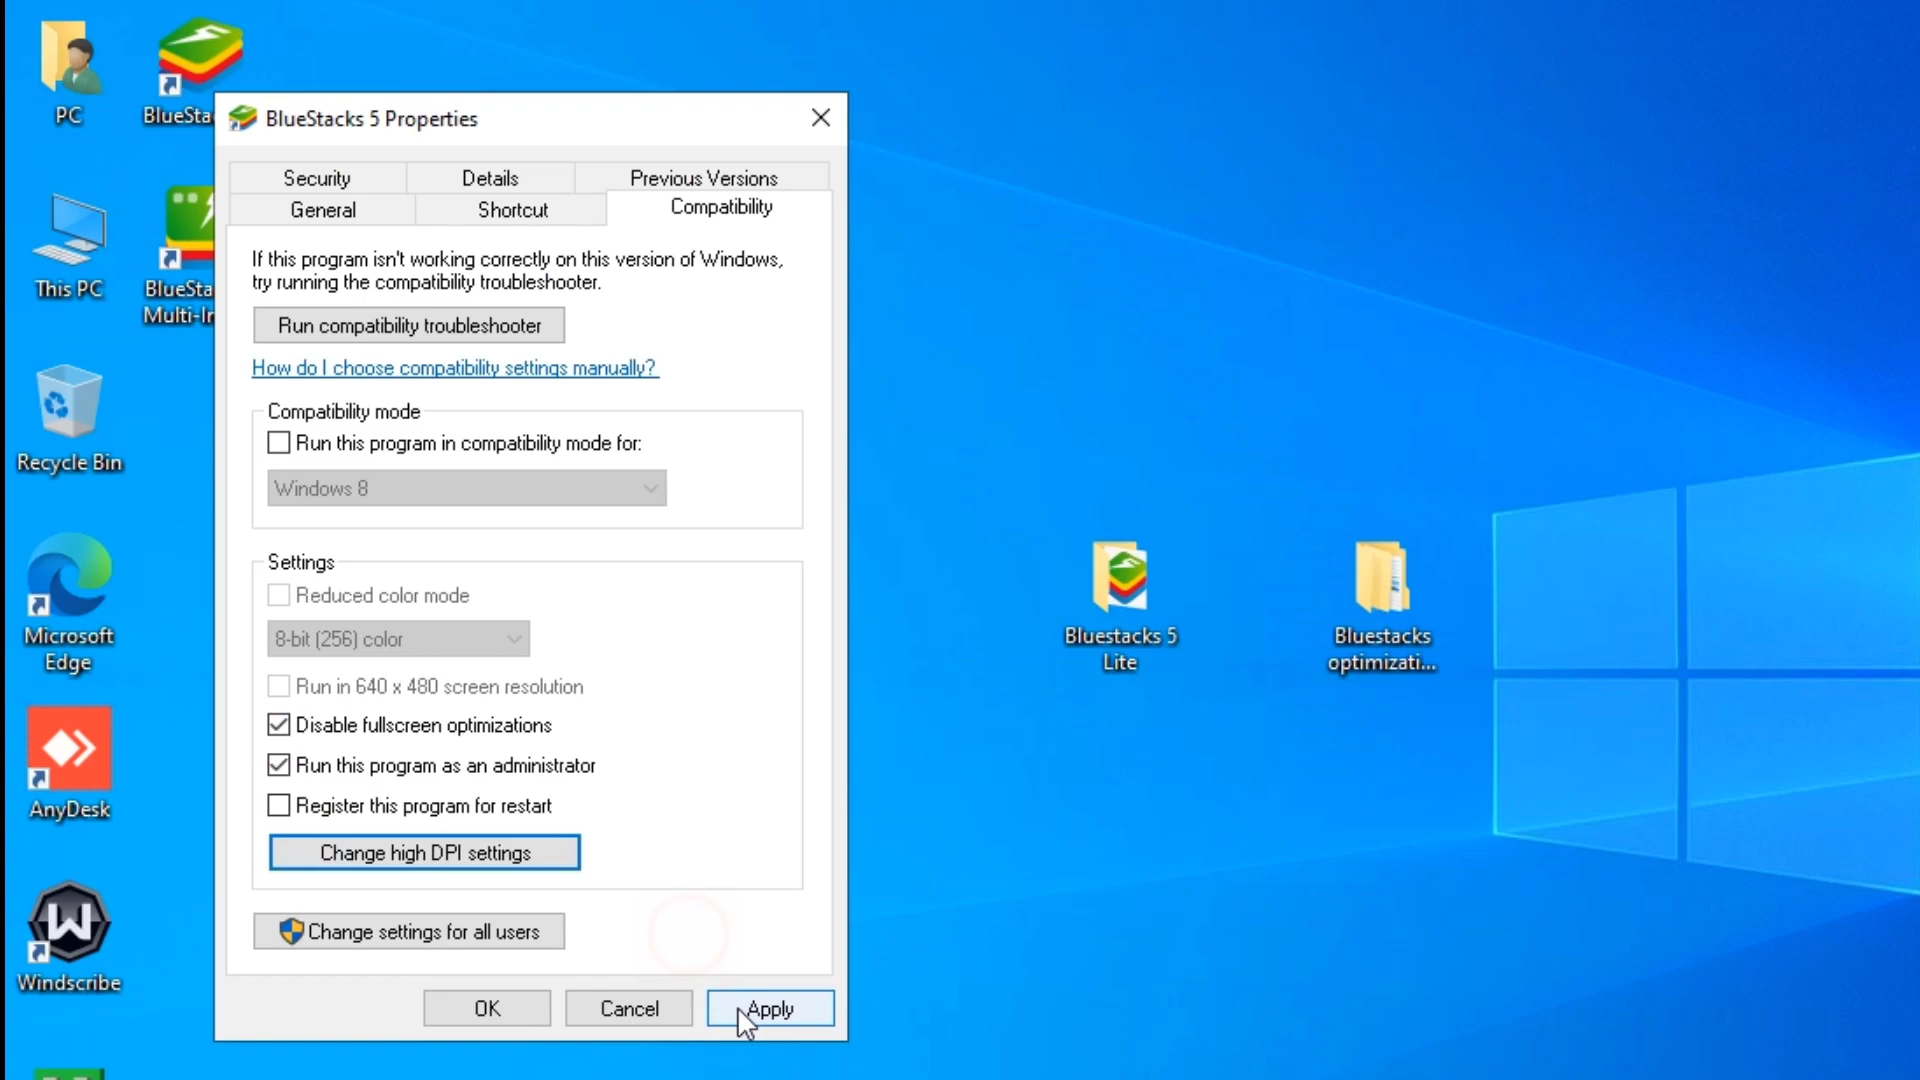 PC
BlueSta
This PC
BlueSta
Multi-In
Recycle Bin
Microsoft
Edge
AnyDesk
Windscribe
BlueStacks 5 Properties
Security
Details
Previous Versions
General
Shortcut
Compatibility
If this program isn't working correctly on this version of Windows,
try running the compatibility troubleshooter.
Run compatibility troubleshooter
How do I choose compatibility settings manually?
Compatibility mode
Run this program in compatibility mode for:
Windows 8
Settings
Reduced color mode
8-bit (256) color
Run in 640 x 480 screen resolution
Disable fullscreen optimizations
Run this program as an administrator
Register this program for restart
Change high DPI settings
Change settings for all users
OK
Cancel
Apply
Bluestacks 5
Lite
Bluestacks
optimizati...